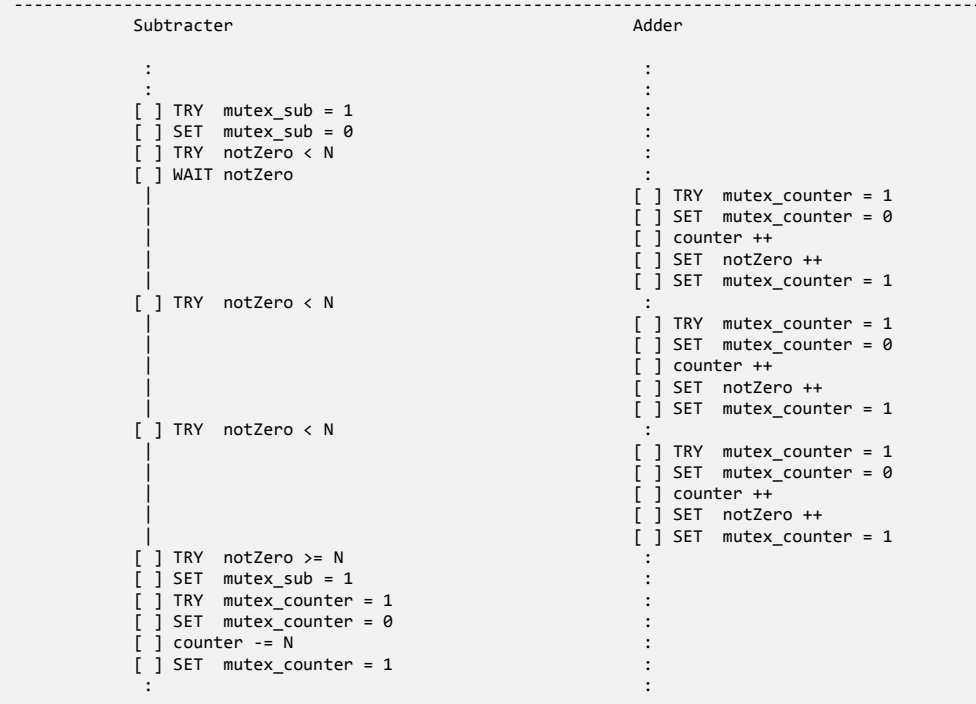 Subtracter Adder
: :
: :
[ ] TRY mutex_sub = 1 :
[ ] SET mutex_sub = 0 :
[ ] TRY notZero < N :
[ ] WAIT notZero :
| [ ] TRY mutex_counter = 1
| [ ] SET mutex_counter = 0
| [ ] counter ++
| [ ] SET notZero ++
| [ ] SET mutex_counter = 1
[ ] TRY notZero < N :
| [ ] TRY mutex_counter = 1
| [ ] SET mutex_counter = 0
| [ ] counter ++
| [ ] SET notZero ++
| [ ] SET mutex_counter = 1
[ ] TRY notZero < N :
| [ ] TRY mutex_counter = 1
| [ ] SET mutex_counter = 0
| [ ] counter ++
| [ ] SET notZero ++
| [ ] SET mutex_counter = 1
[ ] TRY notZero >= N :
[ ] SET mutex_sub = 1 :
[ ] TRY mutex_counter = 1 :
[ ] SET mutex_counter = 0 :
[ ] counter -= N :
[ ] SET mutex_counter = 1 :
: :